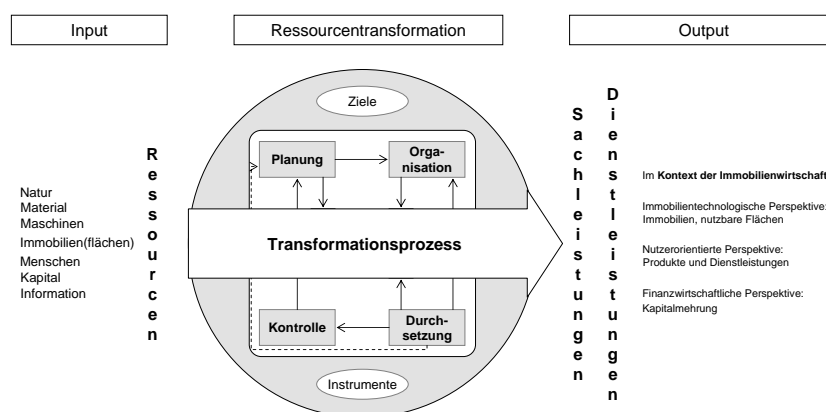 Input
Ressourcentransformation
Output
Natur
Material
Maschinen
Immobilien(flächen)
Menschen
Kapital
Information
Ressourcen
Ziele
Planung
Orga-
nisation
Transformationsprozess
Kontrolle
Durch-
setzung
Instrumente
Sachleistungen
Dienstleistungen
Im Kontext der Immobilienwirtschaft
Immobilientechnologische Perspektive:
Immobilien, nutzbare Flächen
Nutzerorientierte Perspektive:
Produkte und Dienstleistungen
Finanzwirtschaftliche Perspektive:
Kapitalmehrung